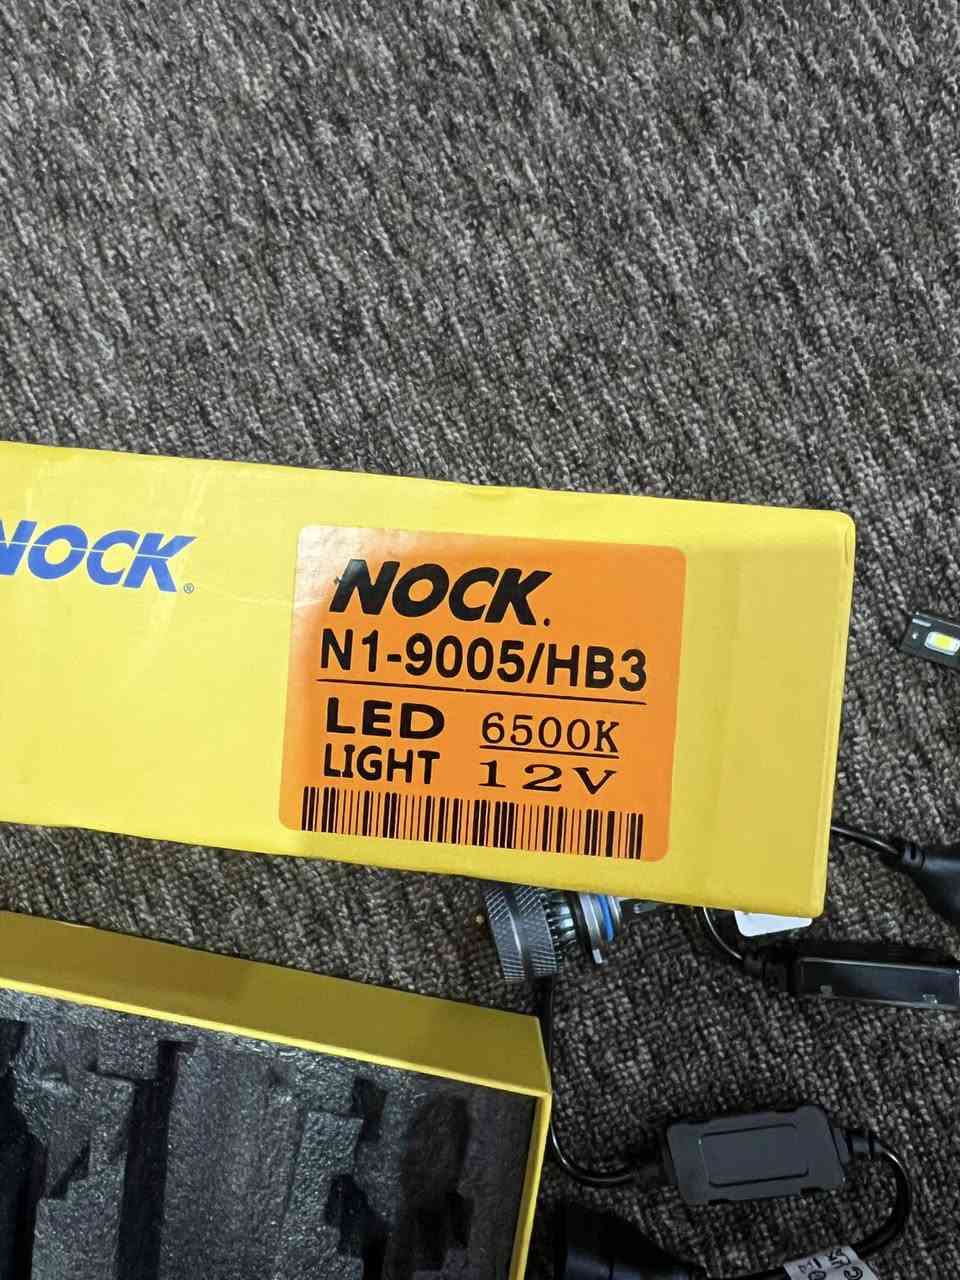 NOCK®
NOCK.
N1-9005/HB3
LED 6500K
LIGHT 12V